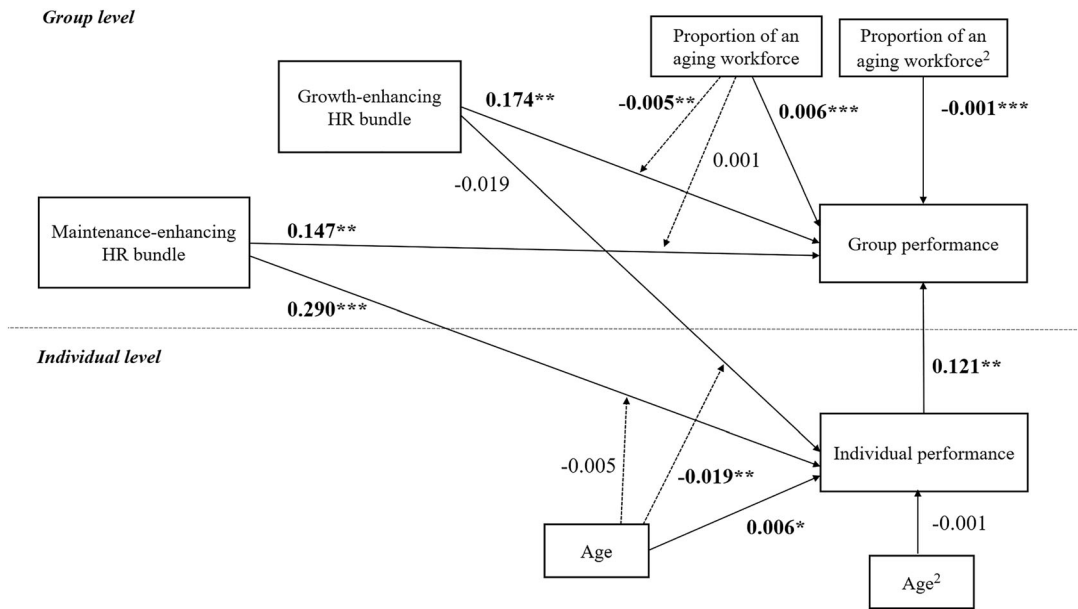 Group level
Proportion of an
aging workforce
Proportion of an
aging workforce²
Growth-enhancing
HR bundle
0.174**
-0.005**
0.006***
-0.001***
0.001
-0.019
Maintenance-enhancing
HR bundle
0.147**
Group performance
0.290***
Individual level
0.121**
Individual performance
-0.005
-0.019**
0.006*
-0.001
Age
Age²